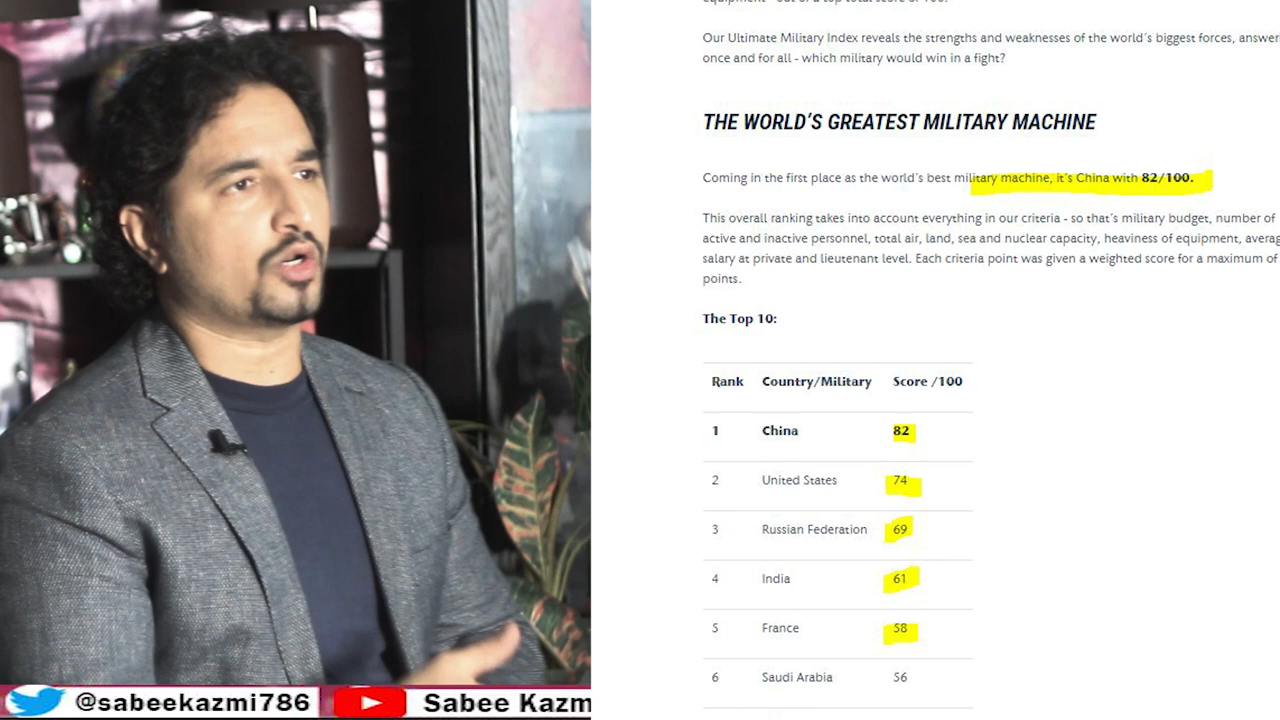 Our Ultimate Military Index reveals the strengths and weaknesses of the world's biggest forces, answer
once and for all - which military would win in a fight?
THE WORLD'S GREATEST MILITARY MACHINE
Coming in the first place as the world's best military machine, it's China with 82/100.
This overall ranking takes into account everything in our criteria - so that's military budget, number of
active and inactive personnel, total air, land, sea and nuclear capacity, heaviness of equipment, averag
salary at private and lieutenant level. Each criteria point was given a weighted score for a maximum of
points.
The Top 10:
Rank Country/Military Score /100
1 China 82
2 United States 74
3 Russian Federation 69
4 India 61
5 France 58
6 Saudi Arabia 56
@sabeekazmi786 Sabee Kazm